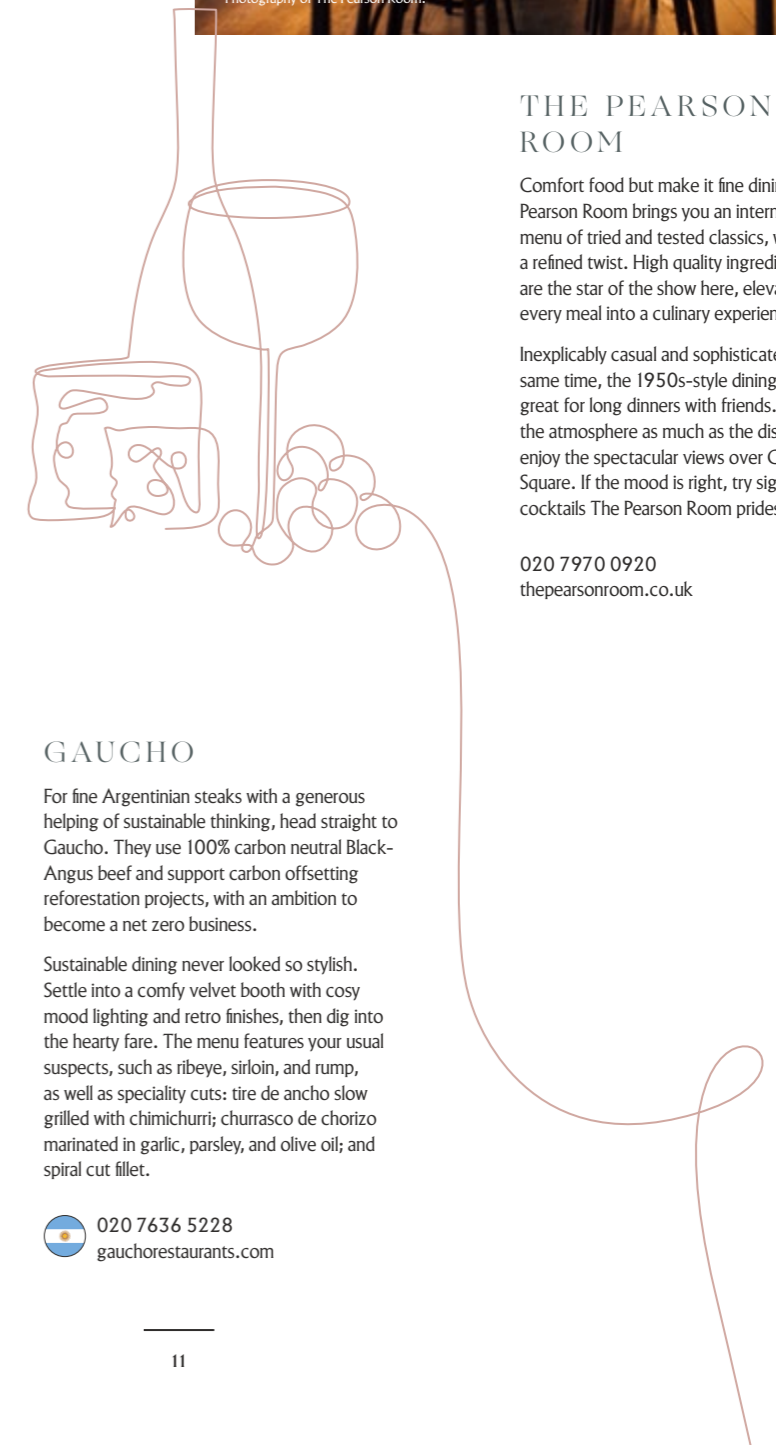 Photography of The Pearson Room.
THE PEARSON
ROOM
Comfort food but make it fine
Pearson Room brings you an
menu of tried and tested classics,
a refined twist. High quality
are the star of the show here,
every meal into a culinary
Inexplicably casual and
same time, the 1950s-style dining
great for long dinners with friends.
the atmosphere as much as the
enjoy the spectacular views over
Square. If the mood is right, try
cocktails The Pearson Room
020 7970 0920
thepearsonroom.co.uk
GAUCHO
For fine Argentinian steaks with a generous
helping of sustainable thinking, head straight to
Gaucho. They use 100% carbon neutral Black-
Angus beef and support carbon offsetting
reforestation projects, with an ambition to
become a net zero business.
Sustainable dining never looked so stylish.
Settle into a comfy velvet booth with cosy
mood lighting and retro finishes, then dig into
the hearty fare. The menu features your usual
suspects, such as ribeye, sirloin, and rump,
as well as speciality cuts: tire de ancho slow
grilled with chimichurri; churrasco de chorizo
marinated in garlic, parsley, and olive oil; and
spiral cut fillet.
020 7636 5228
gauchorestaurants.com
11